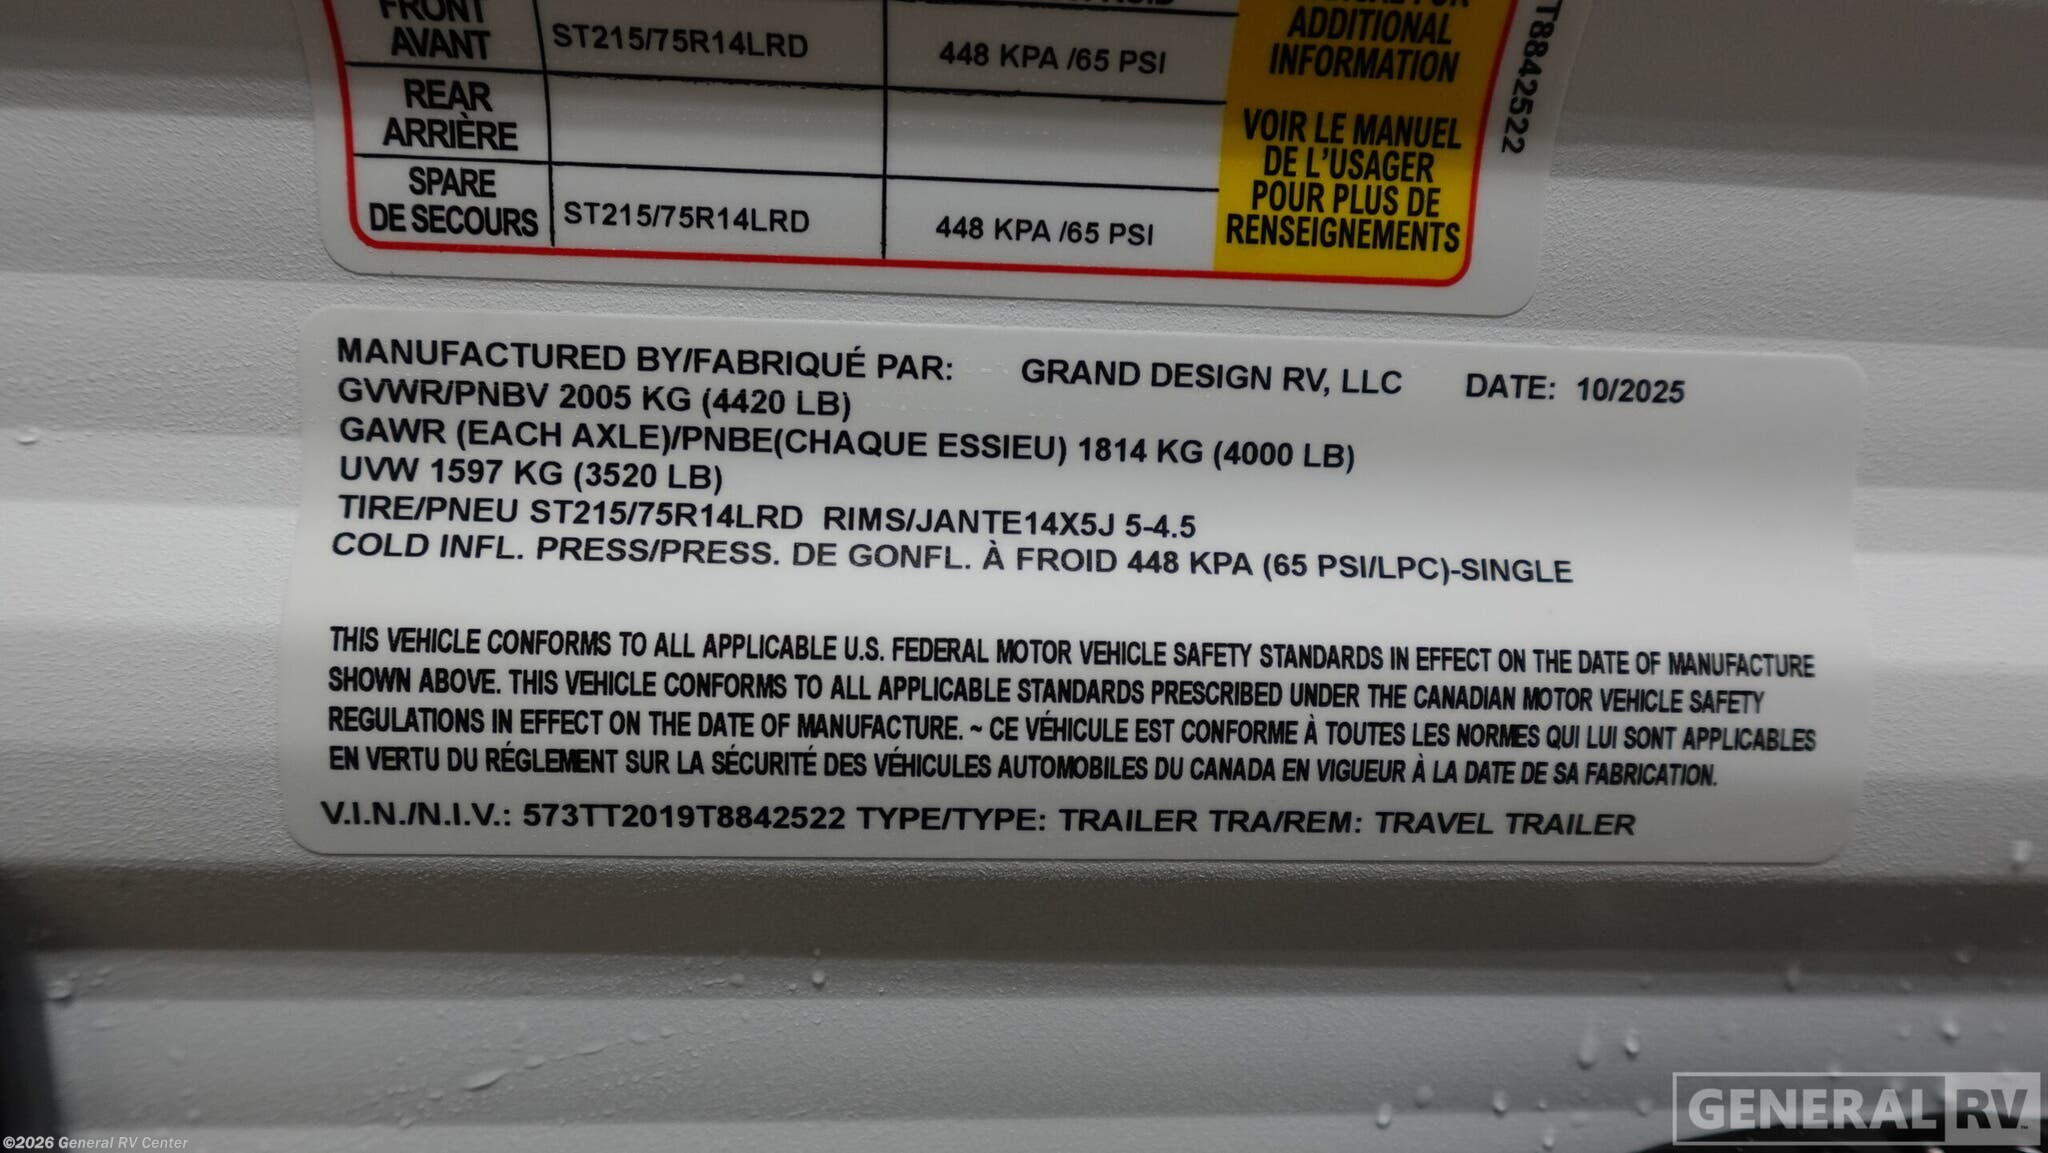 FRONT
AVANT
ST215/75R14LRD
448 KPA /65 PSI
REAR
ARRIÈRE
SPARE
DE SECOURS
ST215/75R14LRD
448 KPA /65 PSI
ADDITIONAL
INFORMATION
VOIR LE MANUEL
DE L'USAGER
POUR PLUS DE
RENSEIGNEMENTS
T8842522
MANUFACTURED BY/FABRIQUÉ PAR: GRAND DESIGN RV, LLC DATE: 10/2025
GVWR/PNBV 2005 KG (4420 LB)
GAWR (EACH AXLE)/PNBE(CHAQUE ESSIEU) 1814 KG (4000 LB)
UVW 1597 KG (3520 LB)
TIRE/PNEU ST215/75R14LRD RIMS/JANTE14X5J 5-4.5
COLD INFL. PRESS/PRESS. DE GONFL. À FROID 448 KPA (65 PSI/LPC)-SINGLE
THIS VEHICLE CONFORMS TO ALL APPLICABLE U.S. FEDERAL MOTOR VEHICLE SAFETY STANDARDS IN EFFECT ON THE DATE OF MANUFACTURE
SHOWN ABOVE. THIS VEHICLE CONFORMS TO ALL APPLICABLE STANDARDS PRESCRIBED UNDER THE CANADIAN MOTOR VEHICLE SAFETY
REGULATIONS IN EFFECT ON THE DATE OF MANUFACTURE. ~ CE VÉHICULE EST CONFORME À TOUTES LES NORMES QUI LUI SONT APPLICABLES
EN VERTU DU RÉGLEMENT SUR LA SÉCURITÉ DES VÉHICULES AUTOMOBILES DU CANADA EN VIGUEUR À LA DATE DE SA FABRICATION.
V.I.N./N.I.V.: 573TT2019T8842522 TYPE/TYPE: TRAILER TRA/REM: TRAVEL TRAILER
GENERAL RV
©2026 General RV Center